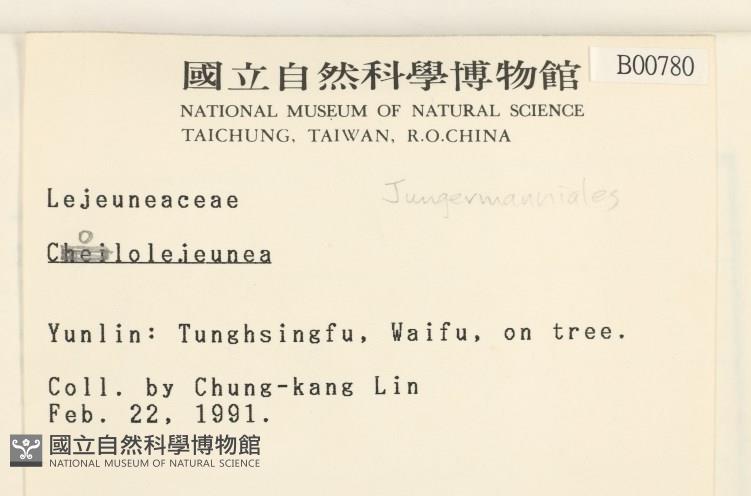 國立自然科學博物館
B00780
NATIONAL MUSEUM OF NATURAL SCIENCE
TAICHUNG, TAIWAN, R.O.CHINA
Lejeuneaceae
Jungermanniales
o
Cheilolejeunea
Yunlin: Tunghsingfu, Waifu, on tree.
Coll. by Chung-kang Lin
Feb. 22, 1991.
國立自然科學博物館
NATIONAL MUSEUM OF NATURAL SCIENCE